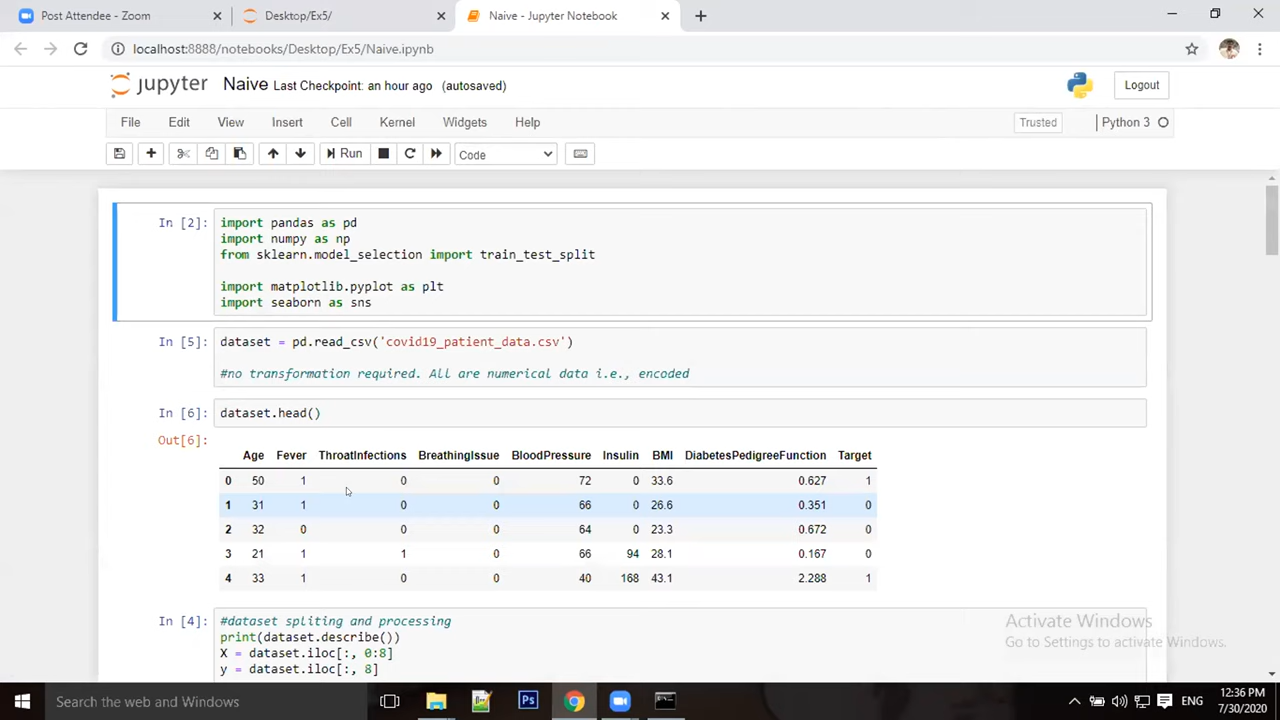 Post Attendee - Zoom
Desktop/Ex5/
Naive - Jupyter Notebook
localhost:8888/notebooks/Desktop/Ex5/Naive.ipynb
jupyter Naive Last Checkpoint: an hour ago (autosaved)
Logout
File Edit View Insert Cell Kernel Widgets Help
Trusted
Python 3
Run
Code
In [2]:
import pandas as pd
import numpy as np
from sklearn.model_selection import train_test_split
import matplotlib.pyplot as plt
import seaborn as sns
In [5]:
dataset = pd.read_csv('covid19_patient_data.csv')
#no transformation required. All are numerical data i.e., encoded
In [6]:
dataset.head()
Out[6]:
Age Fever ThroatInfections BreathingIssue BloodPressure Insulin BMI DiabetesPedigreeFunction Target
0 50 1 0 0 72 0 33.6 0.627 1
1 31 1 0 0 66 0 26.6 0.351 0
2 32 0 0 0 64 0 23.3 0.672 0
3 21 1 1 0 66 94 28.1 0.167 0
4 33 1 0 0 40 168 43.1 2.288 1
In [4]:
#dataset spliting and processing
print(dataset.describe())
X = dataset.iloc[:, 0:8]
y = dataset.iloc[:, 8]
Activate Windows
Go to Settings to activate Windows.
Search the web and Windows
Ps
ENG
12:36 PM
7/30/2020